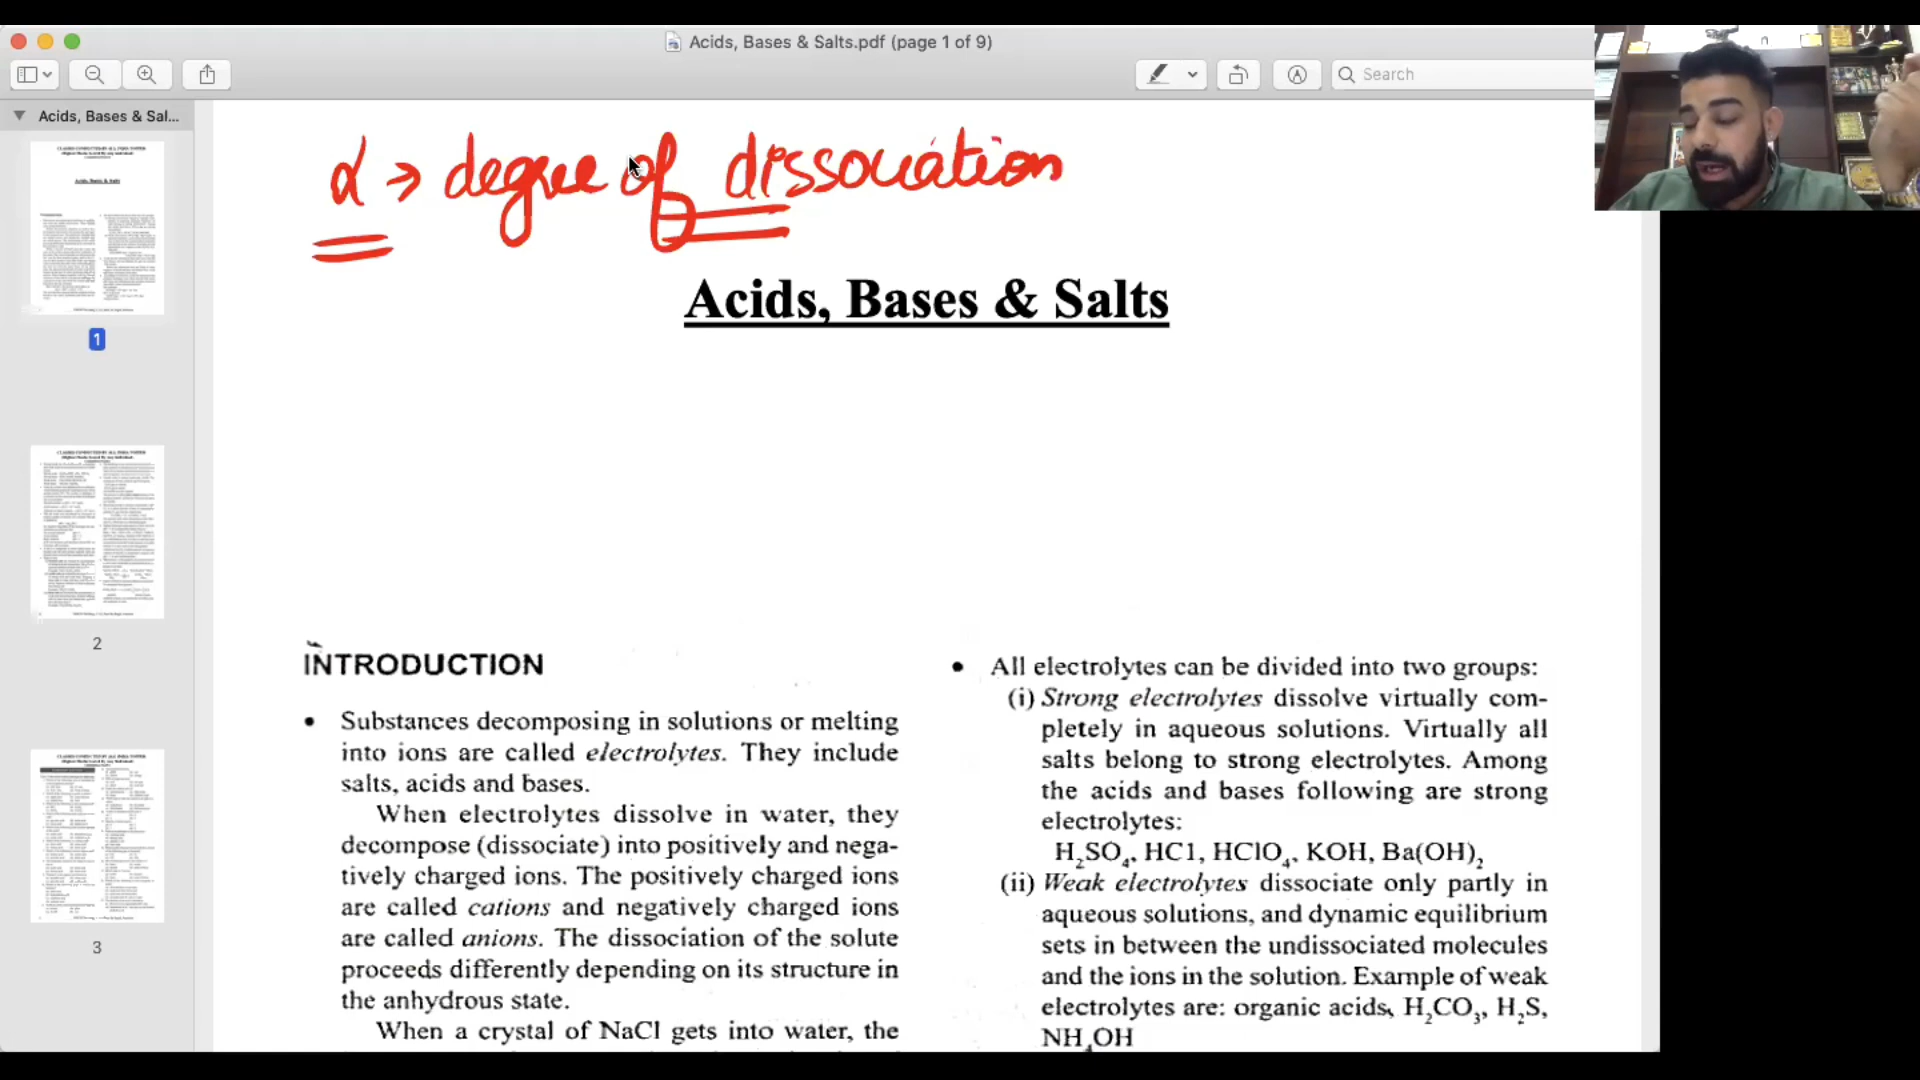 Acids, Bases & Salts.pdf (page 1 of 9)
Search
Acids, Bases & Sal...
1
2
3
α → degree of dissociation
Acids, Bases & Salts
INTRODUCTION
• Substances decomposing in solutions or melting
into ions are called electrolytes. They include
salts, acids and bases.
When electrolytes dissolve in water, they
decompose (dissociate) into positively and nega-
tively charged ions. The positively charged ions
are called cations and negatively charged ions
are called anions. The dissociation of the solute
proceeds differently depending on its structure in
the anhydrous state.
When a crystal of NaCl gets into water, the
• All electrolytes can be divided into two groups:
(i) Strong electrolytes dissolve virtually com-
pletely in aqueous solutions. Virtually all
salts belong to strong electrolytes. Among
the acids and bases following are strong
electrolytes:
H₂SO₄, HC1, HClO₄, KOH, Ba(OH)₂
(ii) Weak electrolytes dissociate only partly in
aqueous solutions, and dynamic equilibrium
sets in between the undissociated molecules
and the ions in the solution. Example of weak
electrolytes are: organic acids, H₂CO₃, H₂S,
NH₄OH